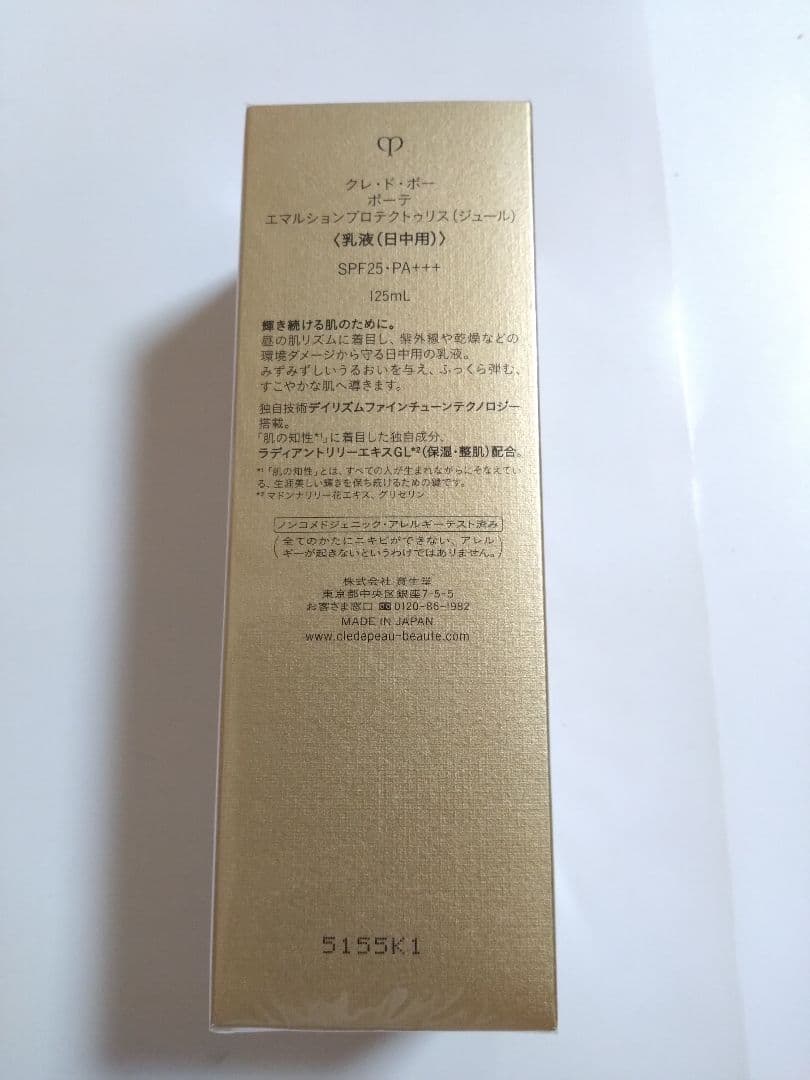 クレ・ド・ポー
ボーテ
エマルションプロテクトゥリス(ジュール)
〈乳液(日中用)〉
SPF25・PA+++
125mL
輝き続ける肌のために。
昼の肌リズムに着目し、紫外線や乾燥などの
環境ダメージから守る日中用の乳液。
みずみずしいうるおいを与え、ふっくら弾む、
すこやかな肌へ導きます。
独自技術デイリズムファインチューンテクノロジー
搭載。
「肌の知性*1」に着目した独自成分、
ラディアントリリーエキスGL*2(保湿・整肌)配合。
*1「肌の知性」とは、すべての人が生まれながらにそなえてい
る、生涯美しい輝きを保ち続けるための鍵です。
*2 マドンナリリー花エキス、グリセリン
ノンコメドジェニック・アレルギーテスト済み
(全てのかたにニキビができない、アレル
ギーが起きないというわけではありません。)
株式会社 資生堂
東京都中央区銀座7-5-5
お客さま窓口 0120-86-1982
MADE IN JAPAN
www.cledepeau-beaute.com
5155K1